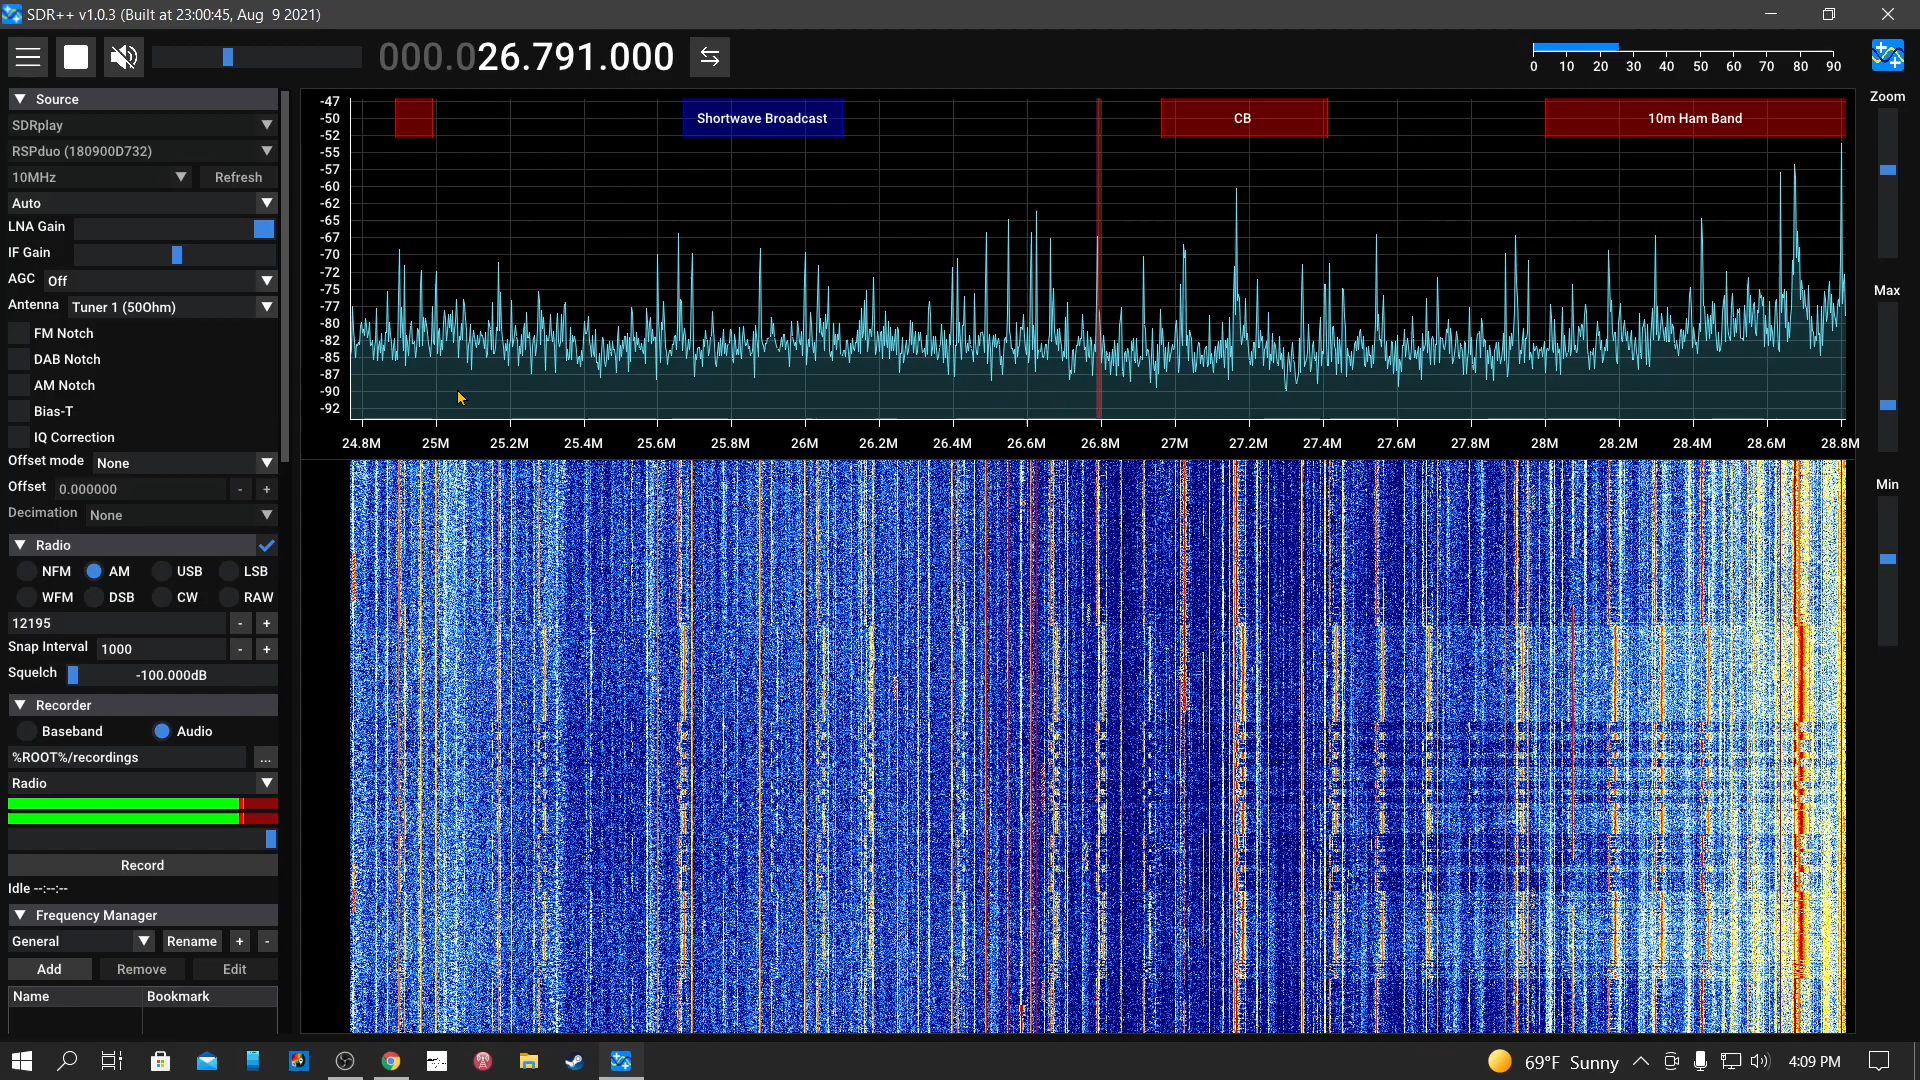 SDR++ v1.0.3 (Built at 23:00:45, Aug  9 2021)
000.026.791.000
0 10 20 30 40 50 60 70 80 90
Source
SDRplay
RSPduo (180900D732)
10MHz Refresh
Auto
LNA Gain
IF Gain
AGC Off
Antenna Tuner 1 (50Ohm)
FM Notch
DAB Notch
AM Notch
Bias-T
IQ Correction
Offset mode None
Offset 0.000000 - +
Decimation None
Radio
NFM AM USB LSB
WFM DSB CW RAW
12195 - +
Snap Interval 1000 - +
Squelch -100.000dB
Recorder
Baseband Audio
%ROOT%/recordings ...
Radio
Record
Idle --:--:--
Frequency Manager
General Rename + -
Add Remove Edit
Name Bookmark
Shortwave Broadcast CB 10m Ham Band
-47
-50
-52
-55
-57
-60
-62
-65
-67
-70
-72
-75
-77
-80
-82
-85
-87
-90
-92
24.8M 25M 25.2M 25.4M 25.6M 25.8M 26M 26.2M 26.4M 26.6M 26.8M 27M 27.2M 27.4M 27.6M 27.8M 28M 28.2M 28.4M 28.6M 28.8M
Zoom
Max
Min
69°F Sunny 4:09 PM